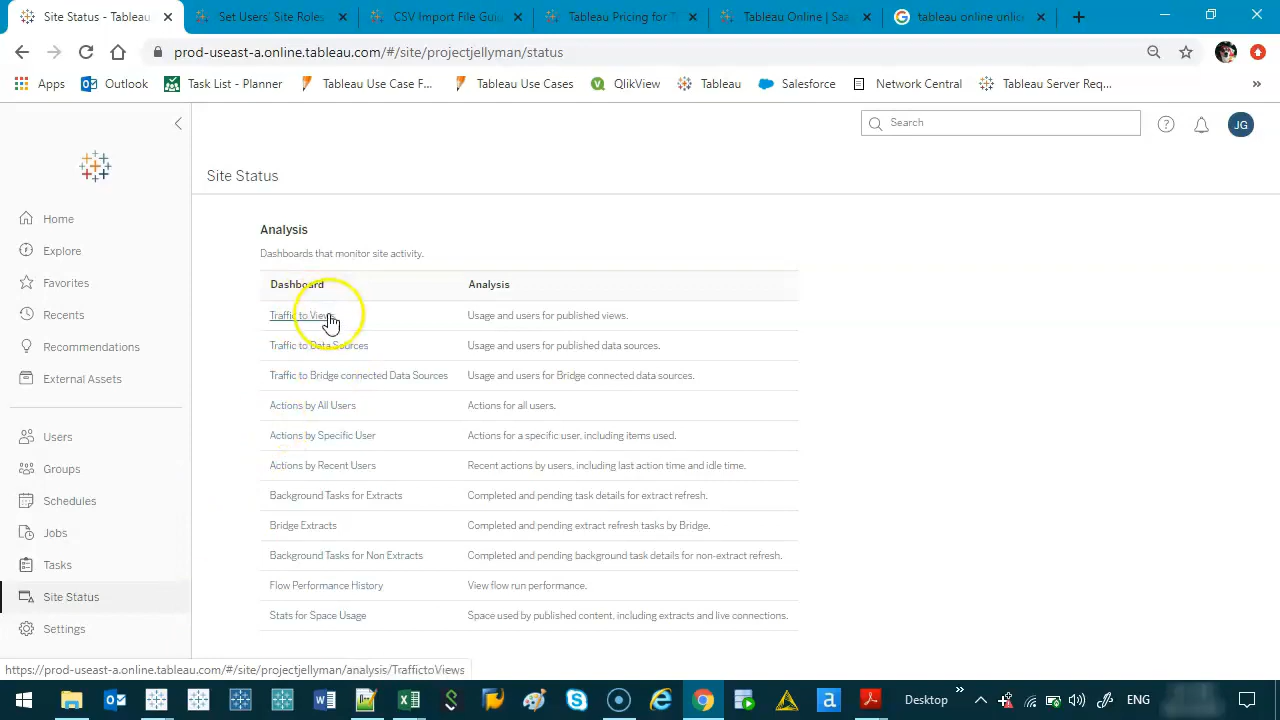 Site Status - Tableau
Set Users' Site Roles
CSV Import File Gui
Tableau Pricing for T
Tableau Online | Saa
tableau online unlic
prod-useast-a.online.tableau.com/#/site/projectjellyman/status
Apps
Outlook
Task List - Planner
Tableau Use Case F...
Tableau Use Cases
QlikView
Tableau
Salesforce
Network Central
Tableau Server Req...
»
Search
JG
Site Status
Home
Explore
Favorites
Recents
Recommendations
External Assets
Users
Groups
Schedules
Jobs
Tasks
Site Status
Settings
Analysis
Dashboards that monitor site activity.
Dashboard Analysis
Traffic to Views Usage and users for published views.
Traffic to Data Sources Usage and users for published data sources.
Traffic to Bridge connected Data Sources Usage and users for Bridge connected data sources.
Actions by All Users Actions for all users.
Actions by Specific User Actions for a specific user, including items used.
Actions by Recent Users Recent actions by users, including last action time and idle time.
Background Tasks for Extracts Completed and pending task details for extract refresh.
Bridge Extracts Completed and pending extract refresh tasks by Bridge.
Background Tasks for Non Extracts Completed and pending background task details for non-extract refresh.
Flow Performance History View flow run performance.
Stats for Space Usage Space used by published content, including extracts and live connections.
https://prod-useast-a.online.tableau.com/#/site/projectjellyman/analysis/TraffictoViews
Desktop
»
ENG